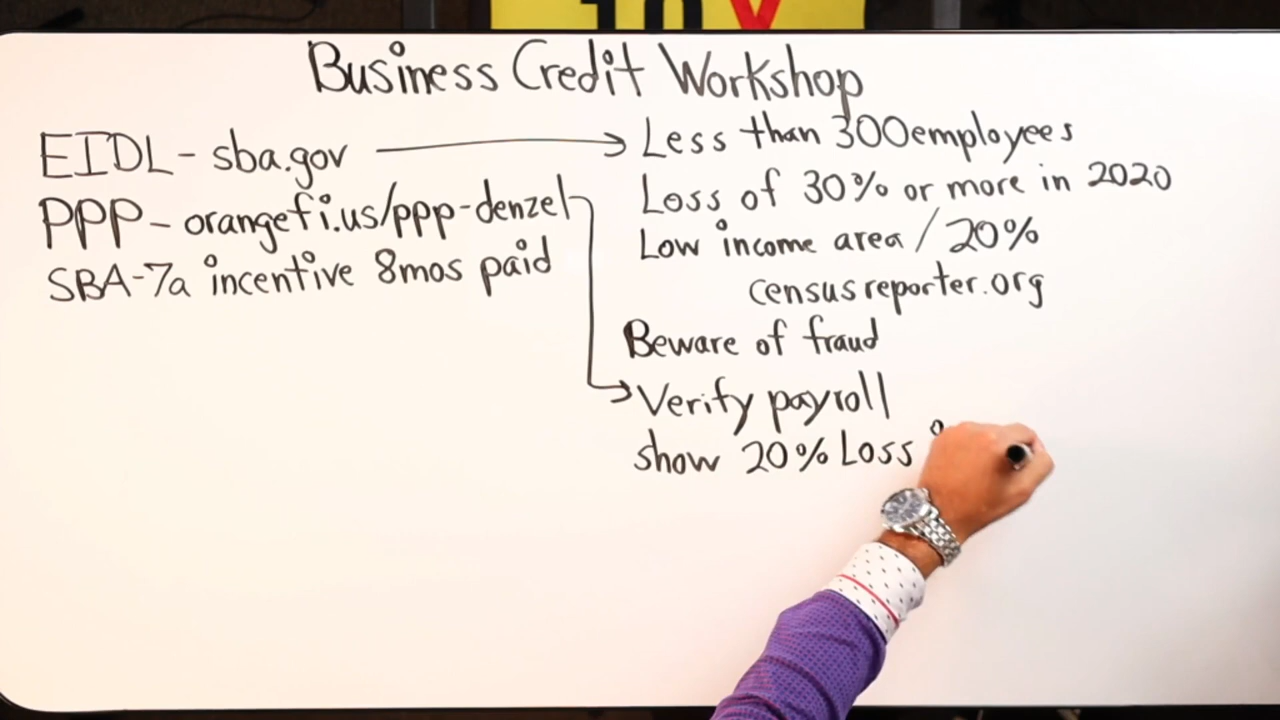 Business Credit Workshop
EIDL - sba.gov
PPP - orangefi.us/ppp-denzel
SBA-7a incentive 8mos paid
Less than 300 employees
Loss of 30% or more in 2020
Low income area / 20%
censusreporter.org
Beware of fraud
Verify payroll
show 20% Loss